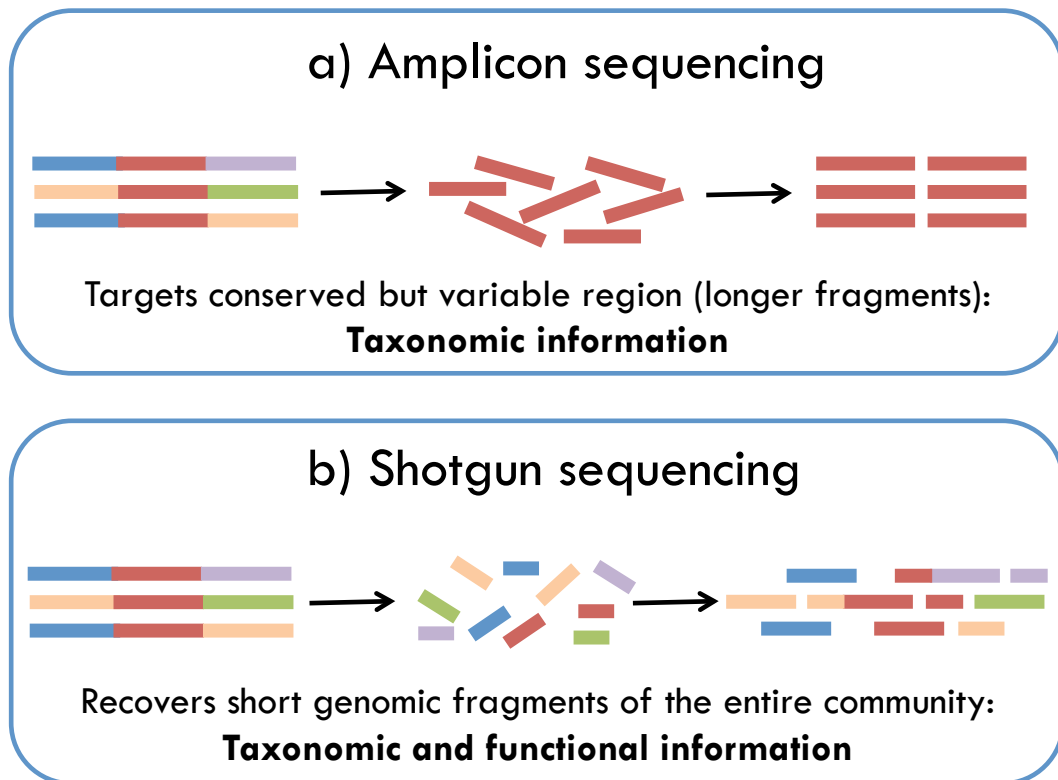 a) Amplicon sequencing
Targets conserved but variable region (longer fragments):
Taxonomic information
b) Shotgun sequencing
Recovers short genomic fragments of the entire community:
Taxonomic and functional information